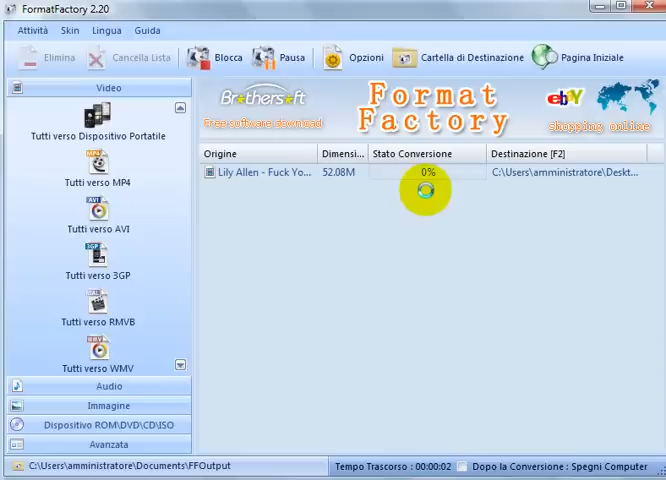 FormatFactory 2.20
Attività Skin Lingua Guida
Elimina Cancella Lista Blocca Pausa Opzioni Cartella di Destinazione Pagina Iniziale
Video
Tutti verso Dispositivo Portatile
MP4
Tutti verso MP4
AVI
Tutti verso AVI
3GP
Tutti verso 3GP
Tutti verso RMVB
WMV
Tutti verso WMV
Audio
Immagine
Dispositivo ROM\DVD\CD\ISO
Avanzata
Brothersoft
Free software download
Format
Factory
ebY
shopping online
Origine Dimensi... Stato Conversione Destinazione [F2]
Lily Allen - Fuck Yo... 52.08M 0% C:\Users\amministratore\Deskt...
C:\Users\amministratore\Documents\FFOutput Tempo Trascorso : 00:00:02 Dopo la Conversione : Spegni Computer